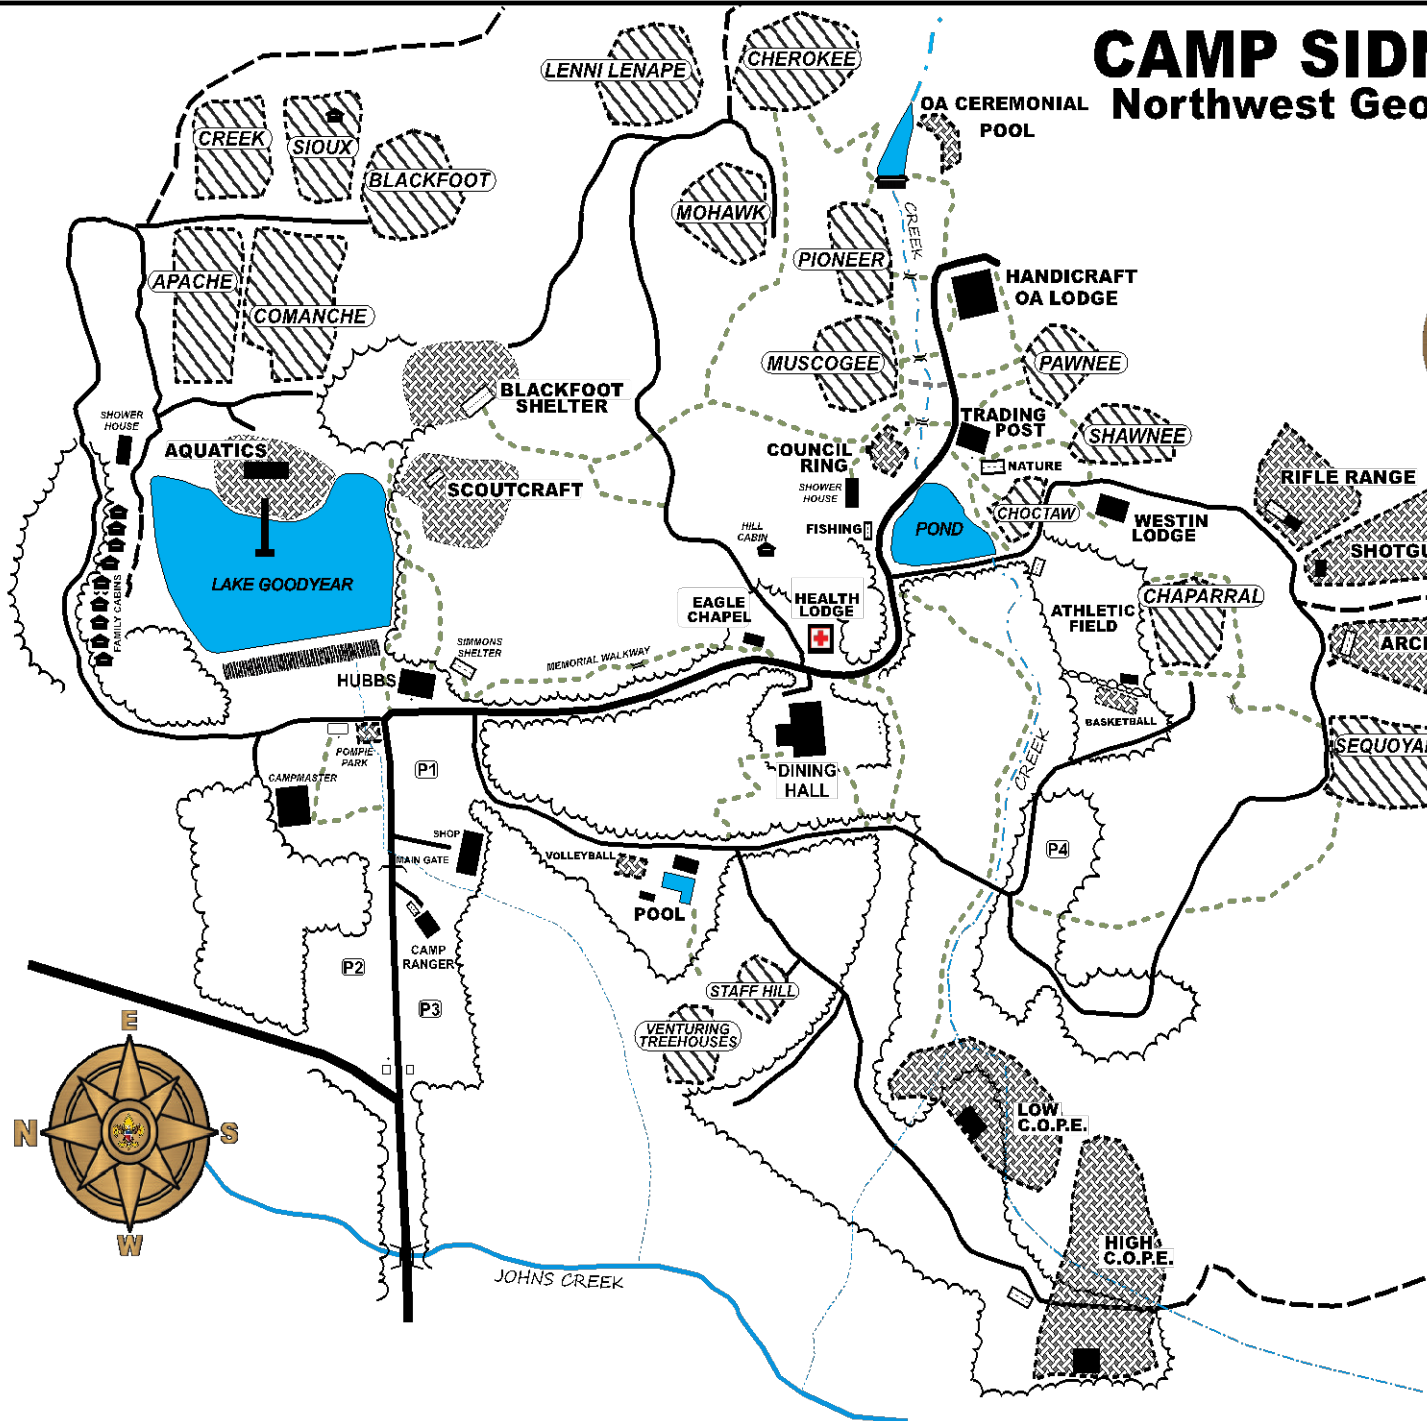 CAMP SIDN
Northwest Geo
LENNI LENAPE
CHEROKEE
OA CEREMONIAL
POOL
CREEK
SIOUX
BLACKFOOT
MOHAWK
CREEK
PIONEER
APACHE
COMANCHE
HANDICRAFT
OA LODGE
MUSCOGEE
PAWNEE
BLACKFOOT
SHELTER
SHOWER
HOUSE
AQUATICS
TRADING
POST
SHAWNEE
COUNCIL
RING
NATURE
RIFLE RANGE
SCOUTCRAFT
SHOWER
HOUSE
CHOCTAW
WESTIN
LODGE
FISHING
POND
HILL
CABIN
SHOTGU
LAKE GOODYEAR
FAMILY CABINS
EAGLE
CHAPEL
HEALTH
LODGE
ATHLETIC
FIELD
CHAPARRAL
ARCH
SIMMONS
SHELTER
MEMORIAL WALKWAY
HUBBS
BASKETBALL
POMPIE
PARK
CREEK
SEQUOYAH
P1
CAMPMASTER
DINING
HALL
SHOP
MAIN GATE
VOLLEYBALL
P4
POOL
CAMP
RANGER
P2
P3
STAFF HILL
VENTURING
TREEHOUSES
E
N
S
W
LOW
C.O.P.E.
HIGH
C.O.P.E.
JOHNS CREEK